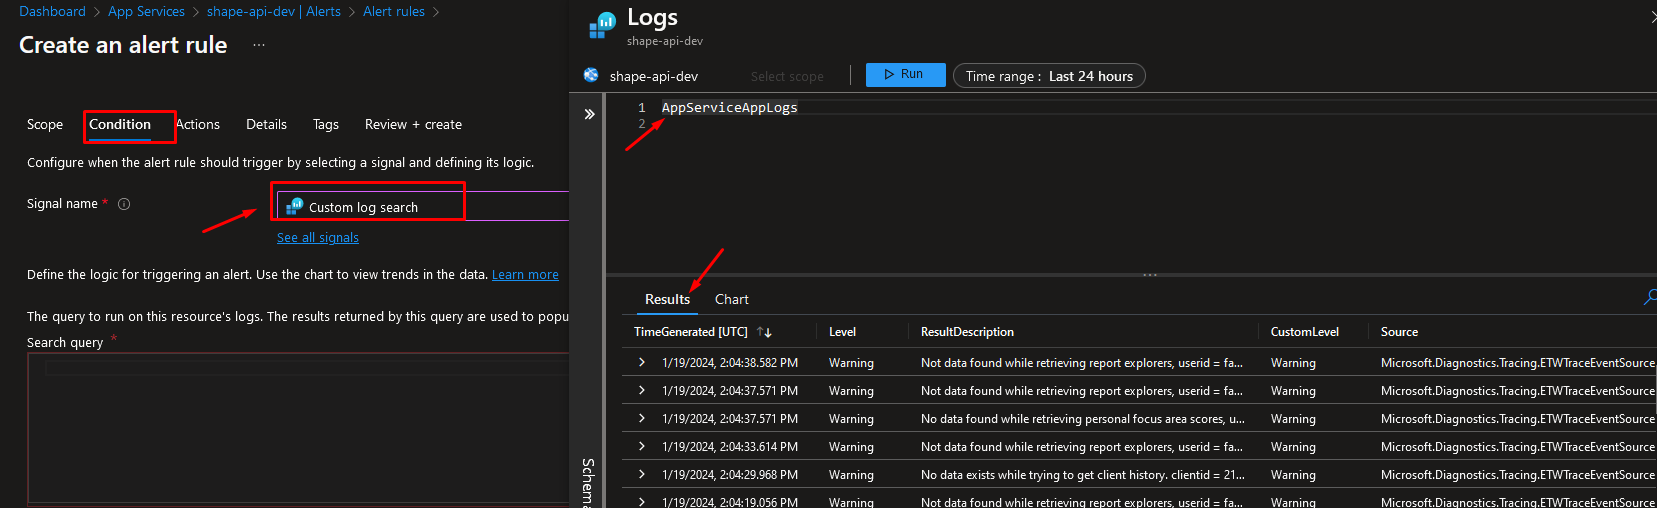 Dashboard > App Services > shape-api-dev | Alerts > Alert rules >
Create an alert rule ...
Scope Condition Actions Details Tags Review + create
Configure when the alert rule should trigger by selecting a signal and defining its logic.
Signal name * Custom log search
See all signals
Define the logic for triggering an alert. Use the chart to view trends in the data. Learn more
The query to run on this resource's logs. The results returned by this query are used to popu
Search query *
Logs
shape-api-dev
shape-api-dev Select scope Run Time range : Last 24 hours
1 AppServiceAppLogs
2
Schema
Results Chart
TimeGenerated [UTC] Level ResultDescription CustomLevel Source
1/19/2024, 2:04:38.582 PM Warning Not data found while retrieving report explorers, userid = fa... Warning Microsoft.Diagnostics.Tracing.ETWTraceEventSource
1/19/2024, 2:04:37.571 PM Warning Not data found while retrieving report explorers, userid = fa... Warning Microsoft.Diagnostics.Tracing.ETWTraceEventSource
1/19/2024, 2:04:37.571 PM Warning No data found while retrieving personal focus area scores, u... Warning Microsoft.Diagnostics.Tracing.ETWTraceEventSource
1/19/2024, 2:04:33.614 PM Warning Not data found while retrieving report explorers, userid = fa... Warning Microsoft.Diagnostics.Tracing.ETWTraceEventSource
1/19/2024, 2:04:29.968 PM Warning No data exists while trying to get client history. clientid = 21... Warning Microsoft.Diagnostics.Tracing.ETWTraceEventSource
1/19/2024, 2:04:19.056 PM Warning Not data found while retrieving report explorers, userid = fa... Warning Microsoft.Diagnostics.Tracing.ETWTraceEventSource